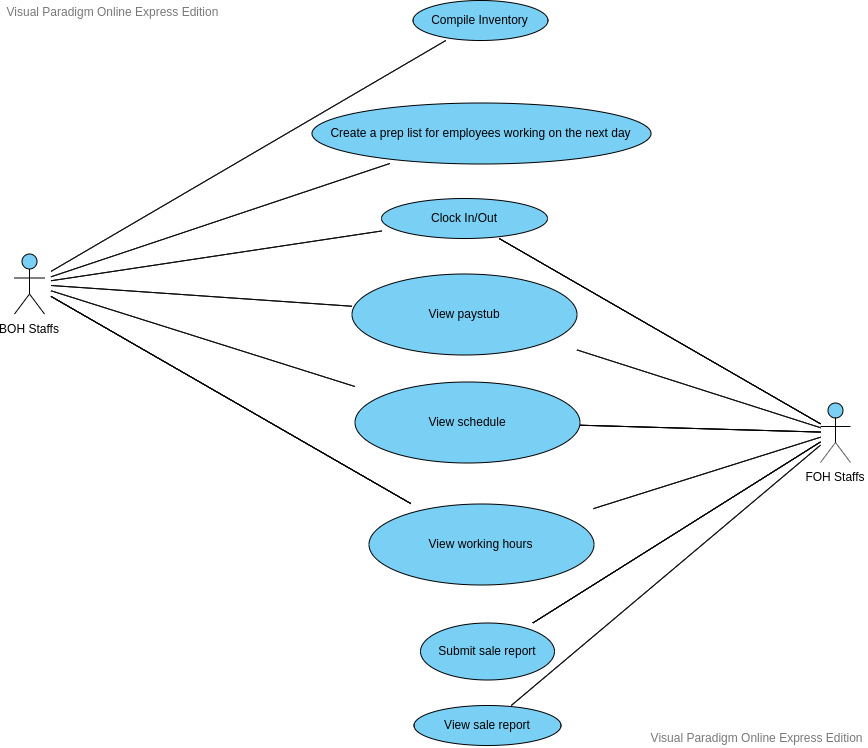 Visual Paradigm Online Express Edition
Compile Inventory
Create a prep list for employees working on the next day
Clock In/Out
View paystub
BOH Staffs
View schedule
FOH Staffs
View working hours
Submit sale report
View sale report
Visual Paradigm Online Express Edition